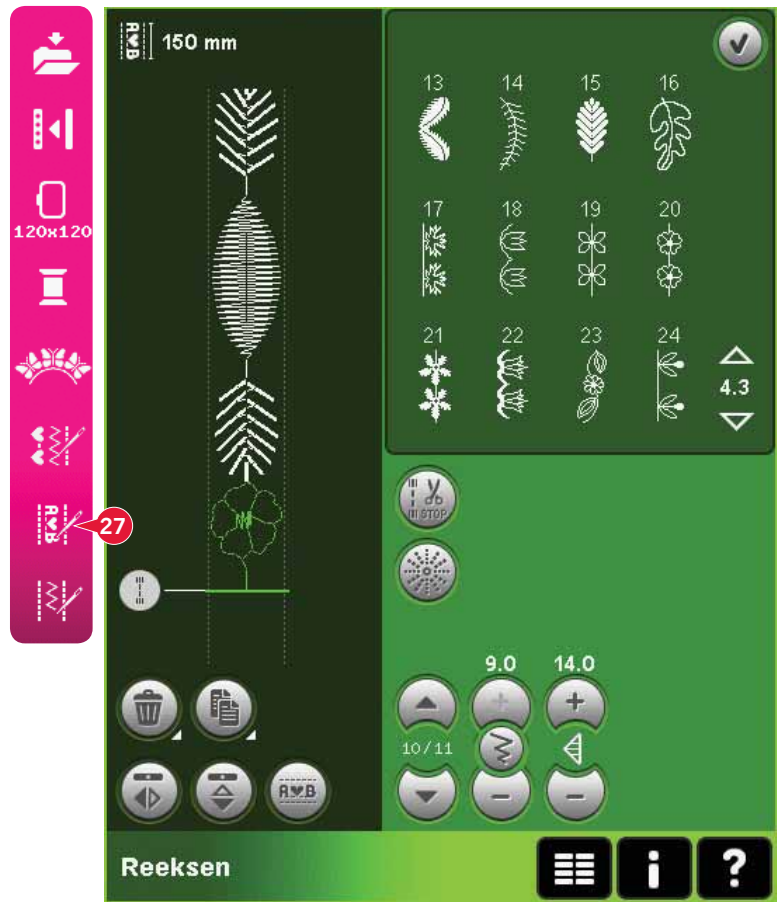 150 mm
13 14 15 16
17 18 19 20
21 22 23 24
4.3
120x120
A♥B
27
STOP
9.0 14.0
10/11
A♥B
Reeksen
i ?